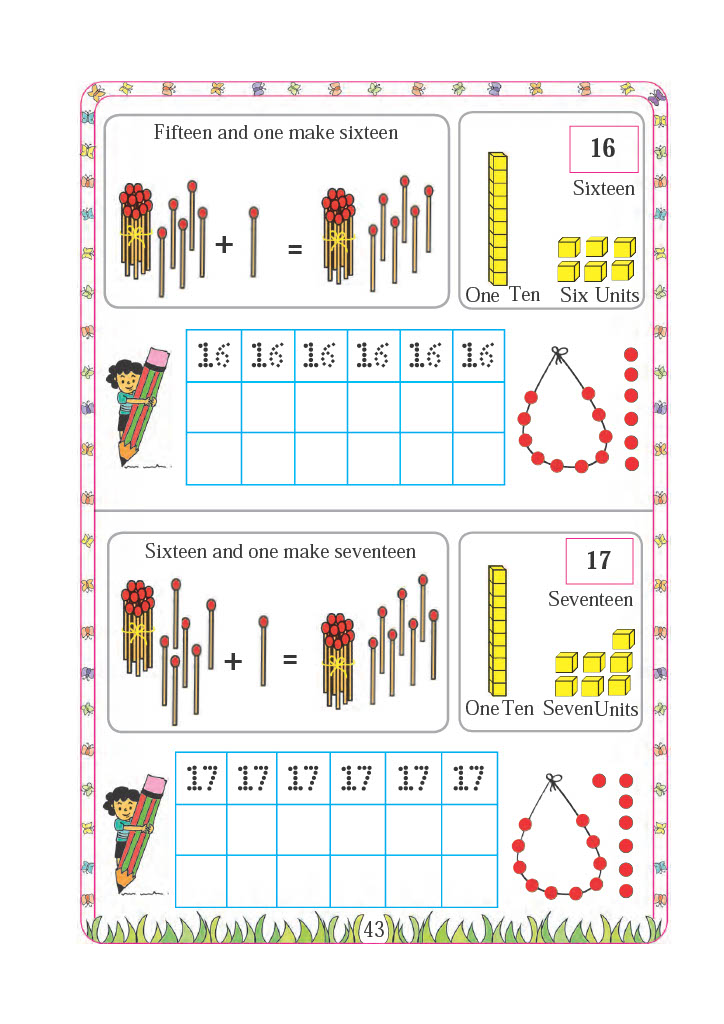 Fifteen and one make sixteen
+ =
16
Sixteen
One Ten Six Units
16 16 16 16 16 16
Sixteen and one make seventeen
+ =
17
Seventeen
One Ten Seven Units
17 17 17 17 17 17
43